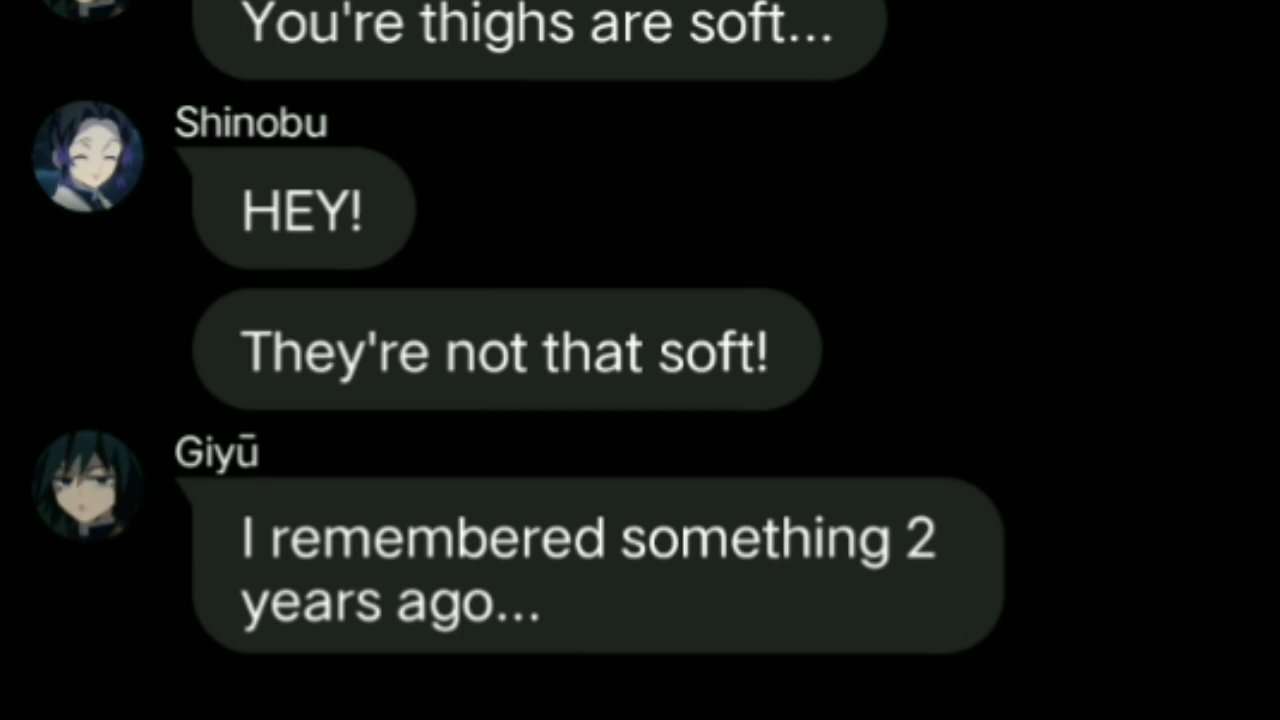 You're thighs are soft...
Shinobu
HEY!
They're not that soft!
Giyū
I remembered something 2
years ago...